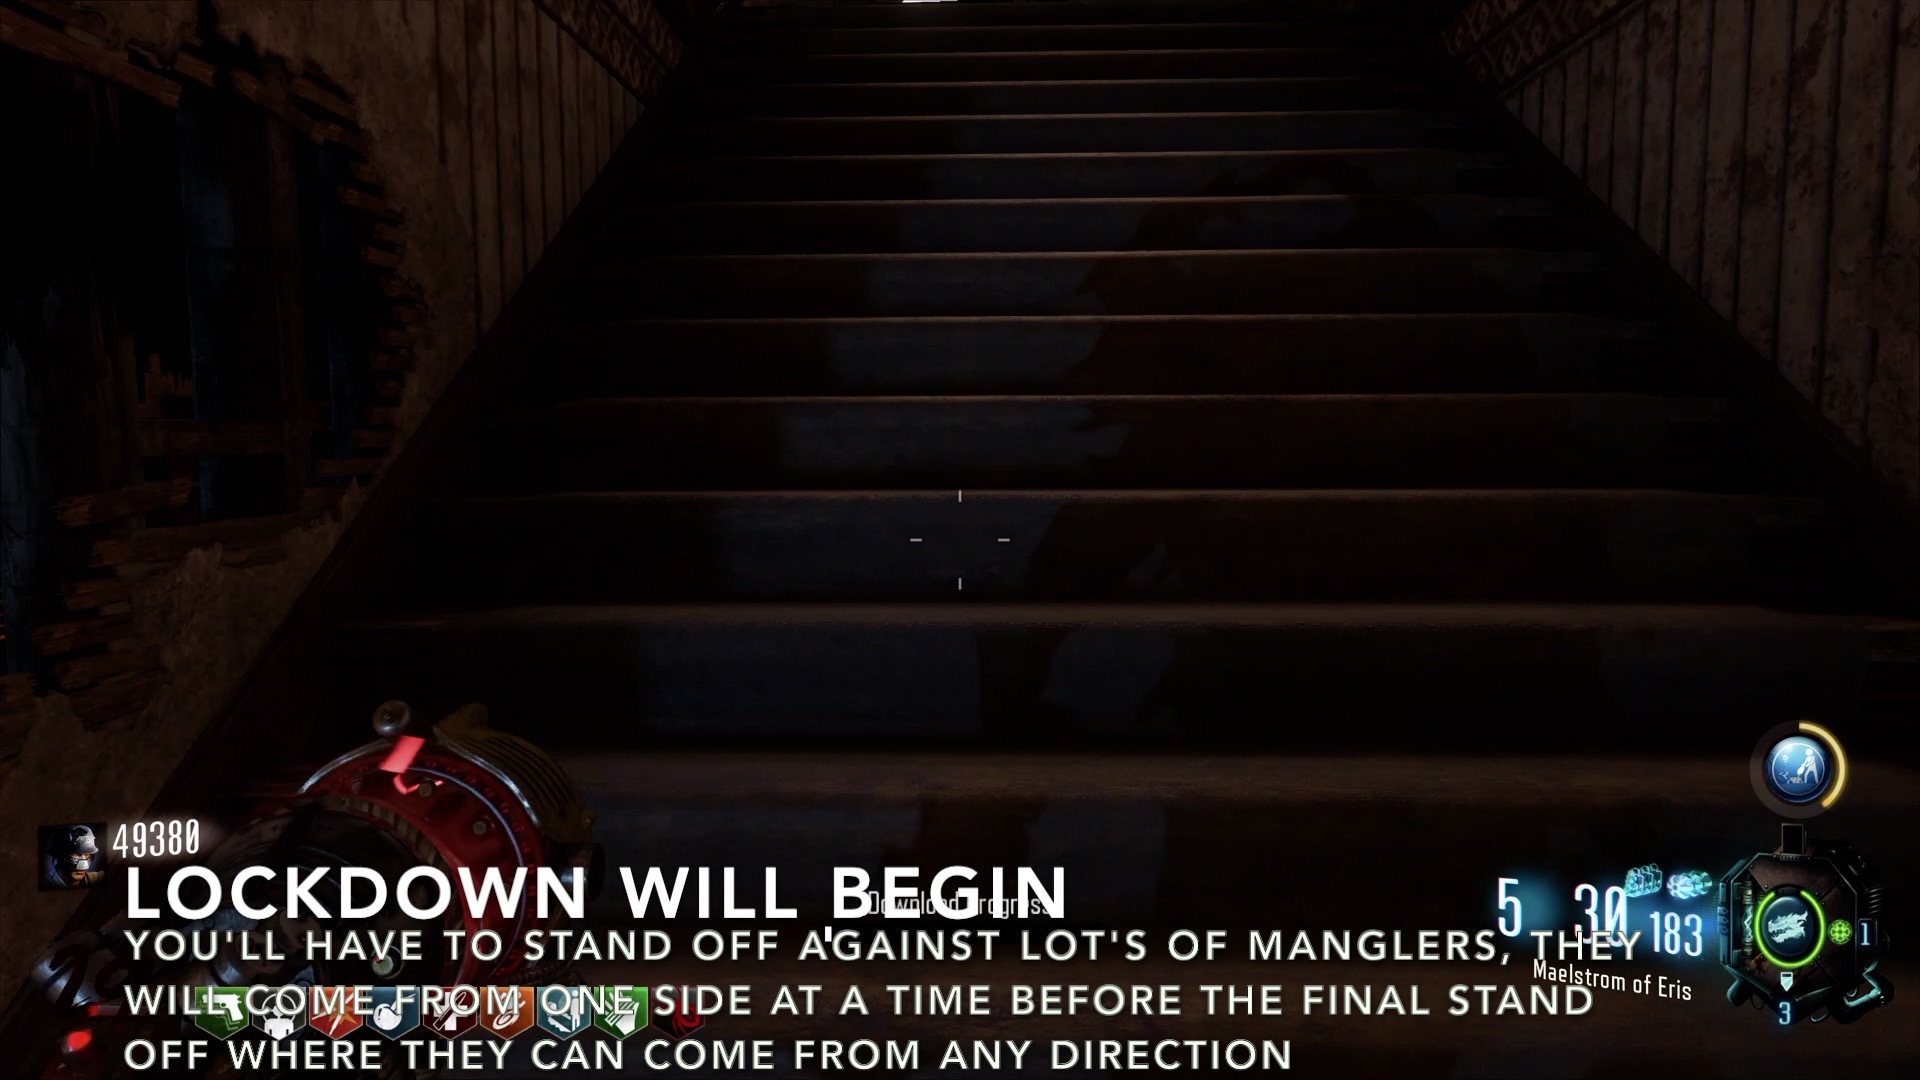 49380
LOCKDOWN WILL BEGIN
Download Progress
YOU'LL HAVE TO STAND OFF AGAINST LOT'S OF MANGLERS, THEY
WILL COME FROM ONE SIDE AT A TIME BEFORE THE FINAL STAND
OFF WHERE THEY CAN COME FROM ANY DIRECTION
5 30 183
Maelstrom of Eris
1
3